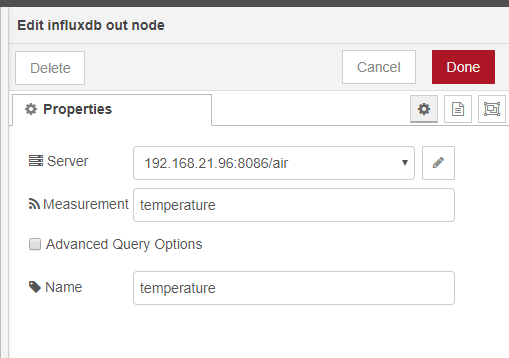 Edit influxdb out node
Delete
Cancel
Done
Properties
Server
192.168.21.96:8086/air
Measurement
temperature
Advanced Query Options
Name
temperature